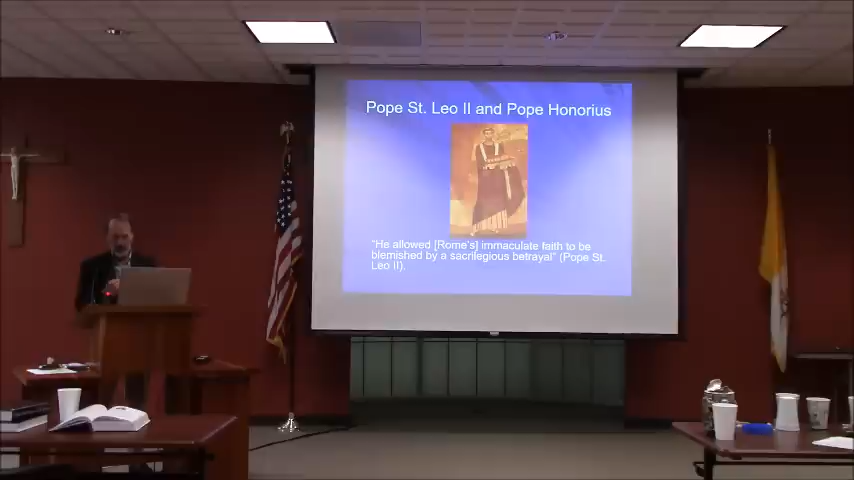 Pope St. Leo II and Pope Honorius
"He allowed [Rome's] immaculate faith to be
blemished by a sacrilegious betrayal" (Pope St.
Leo II).